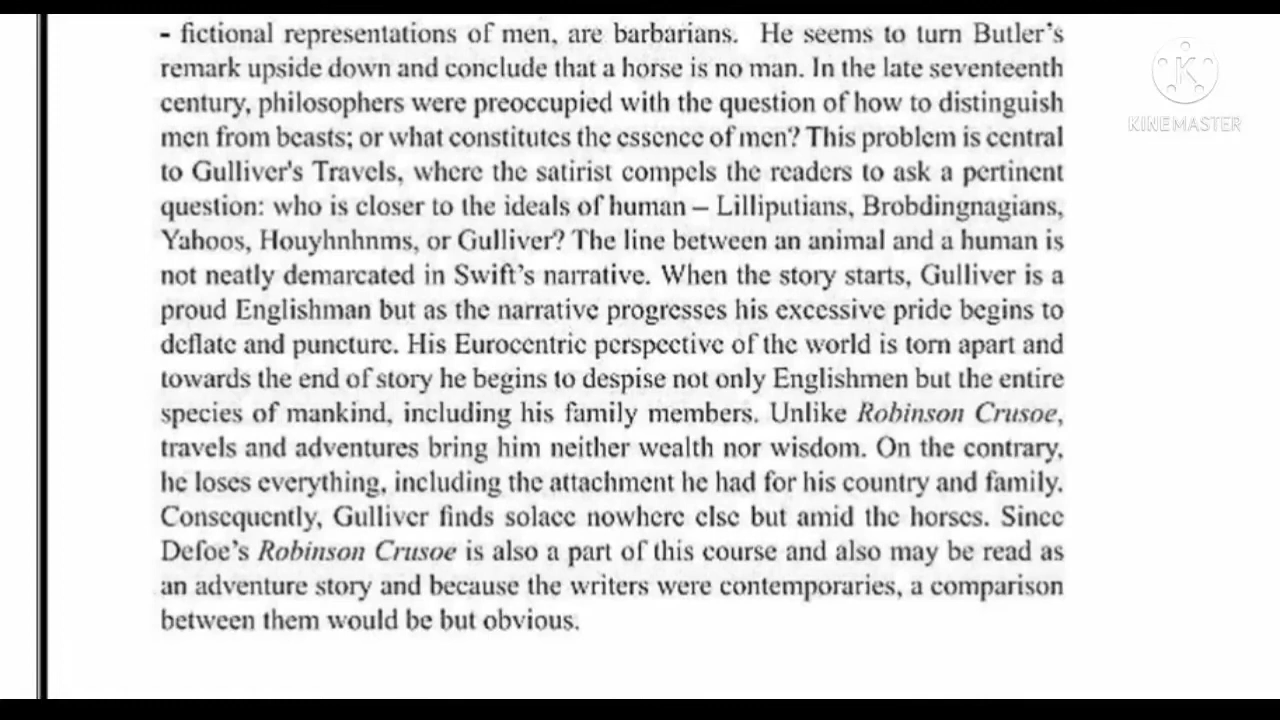 - fictional representations of men, are barbarians. He seems to turn Butler's
remark upside down and conclude that a horse is no man. In the late seventeenth
century, philosophers were preoccupied with the question of how to distinguish
men from beasts; or what constitutes the essence of men? This problem is central
to Gulliver's Travels, where the satirist compels the readers to ask a pertinent
question: who is closer to the ideals of human – Lilliputians, Brobdingnagians,
Yahoos, Houyhnhnms, or Gulliver? The line between an animal and a human is
not neatly demarcated in Swift's narrative. When the story starts, Gulliver is a
proud Englishman but as the narrative progresses his excessive pride begins to
deflate and puncture. His Eurocentric perspective of the world is torn apart and
towards the end of story he begins to despise not only Englishmen but the entire
species of mankind, including his family members. Unlike Robinson Crusoe,
travels and adventures bring him neither wealth nor wisdom. On the contrary,
he loses everything, including the attachment he had for his country and family.
Consequently, Gulliver finds solace nowhere else but amid the horses. Since
Defoe's Robinson Crusoe is also a part of this course and also may be read as
an adventure story and because the writers were contemporaries, a comparison
between them would be but obvious.
K
KINEMASTER